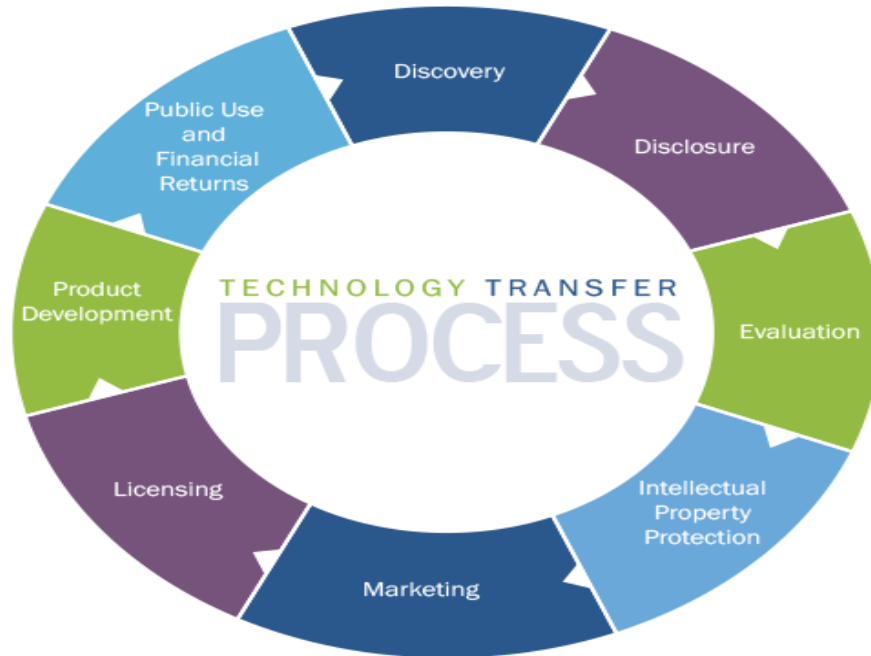 Discovery
Disclosure
Evaluation
Intellectual
Property
Protection
Marketing
Licensing
Product
Development
Public Use
and
Financial
Returns
TECHNOLOGY TRANSFER
PROCESS